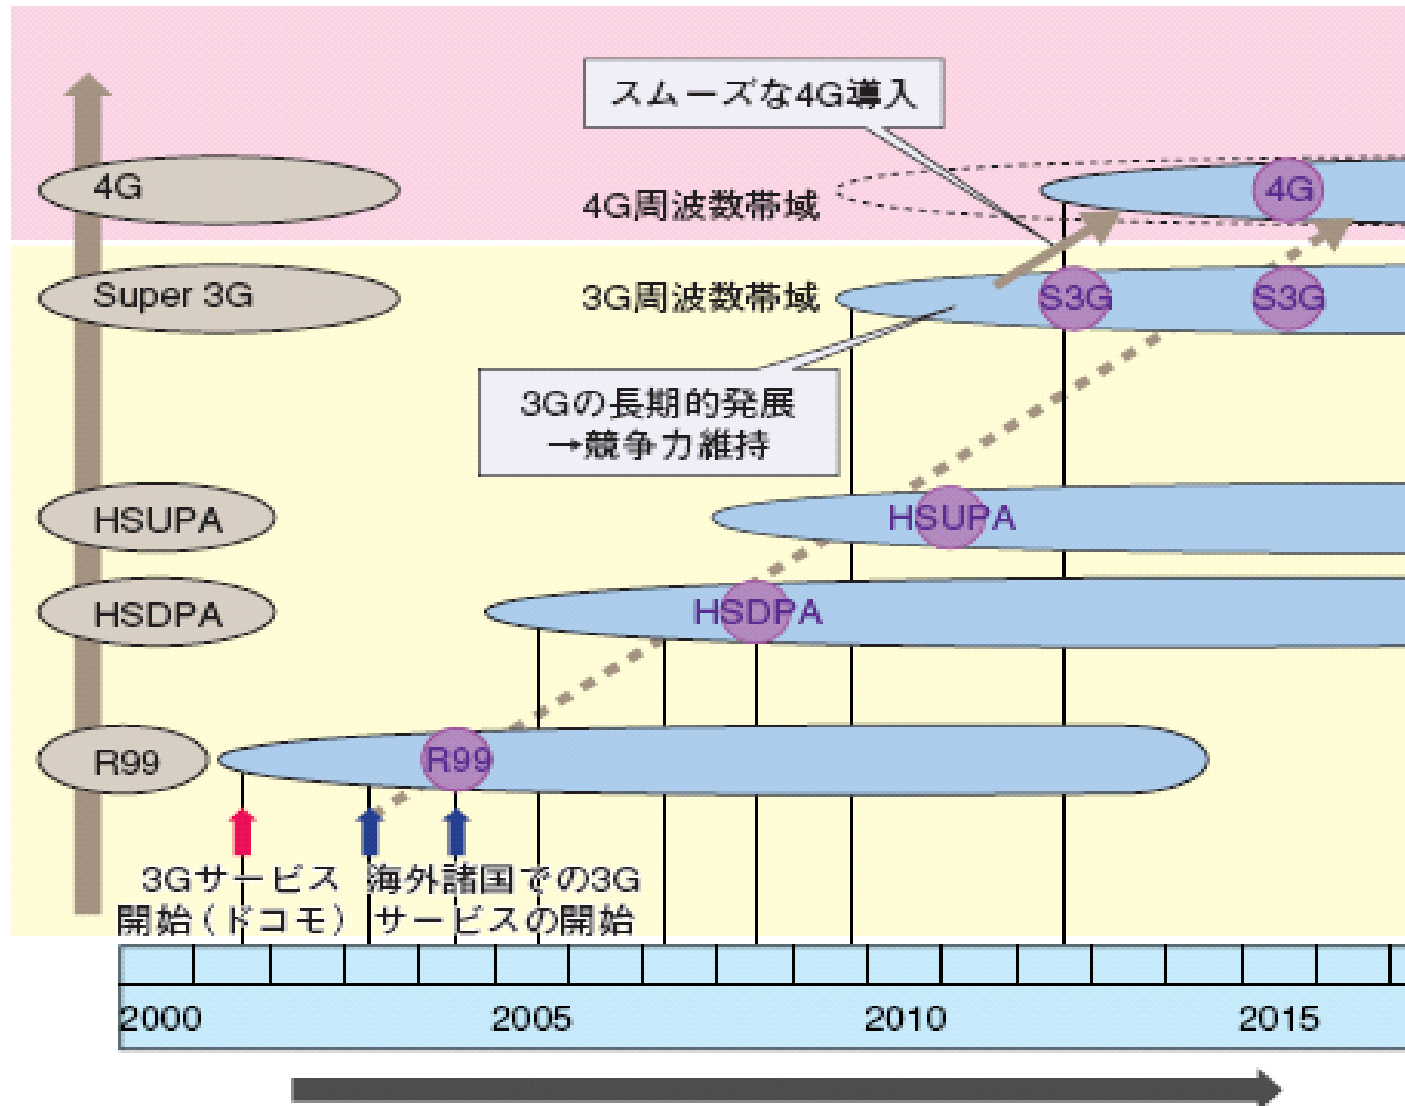 スムーズな4G導入
4G
4G周波数帯域
4G
Super 3G
3G周波数帯域
S3G
S3G
3Gの長期的発展
→競争力維持
HSUPA
HSUPA
HSDPA
HSDPA
R99
R99
3Gサービス
開始(ドコモ)
海外諸国での3G
サービスの開始
2000
2005
2010
2015